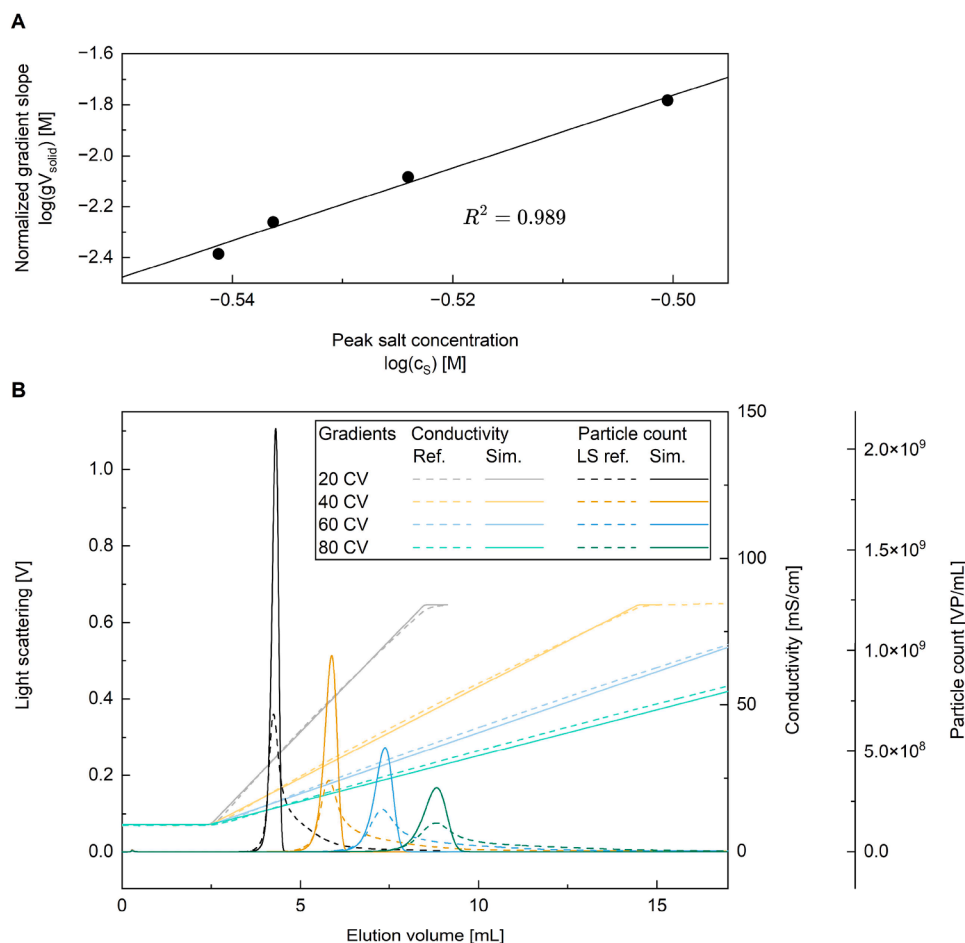 A
Normalized gradient slope
log(gV_solid) [M]
−1.6
−1.8
−2.0
−2.2
−2.4
R² = 0.989
−0.54
−0.52
−0.50
Peak salt concentration
log(c_S) [M]
B
Light scattering [V]
1.0
0.8
0.6
0.4
0.2
0.0
Gradients Conductivity Particle count
Ref. Sim. LS ref. Sim.
20 CV
40 CV
60 CV
80 CV
150
100
50
0
Conductivity [mS/cm]
2.0×10⁹
1.5×10⁹
1.0×10⁹
5.0×10⁸
0.0
Particle count [VP/mL]
0
5
10
15
Elution volume [mL]